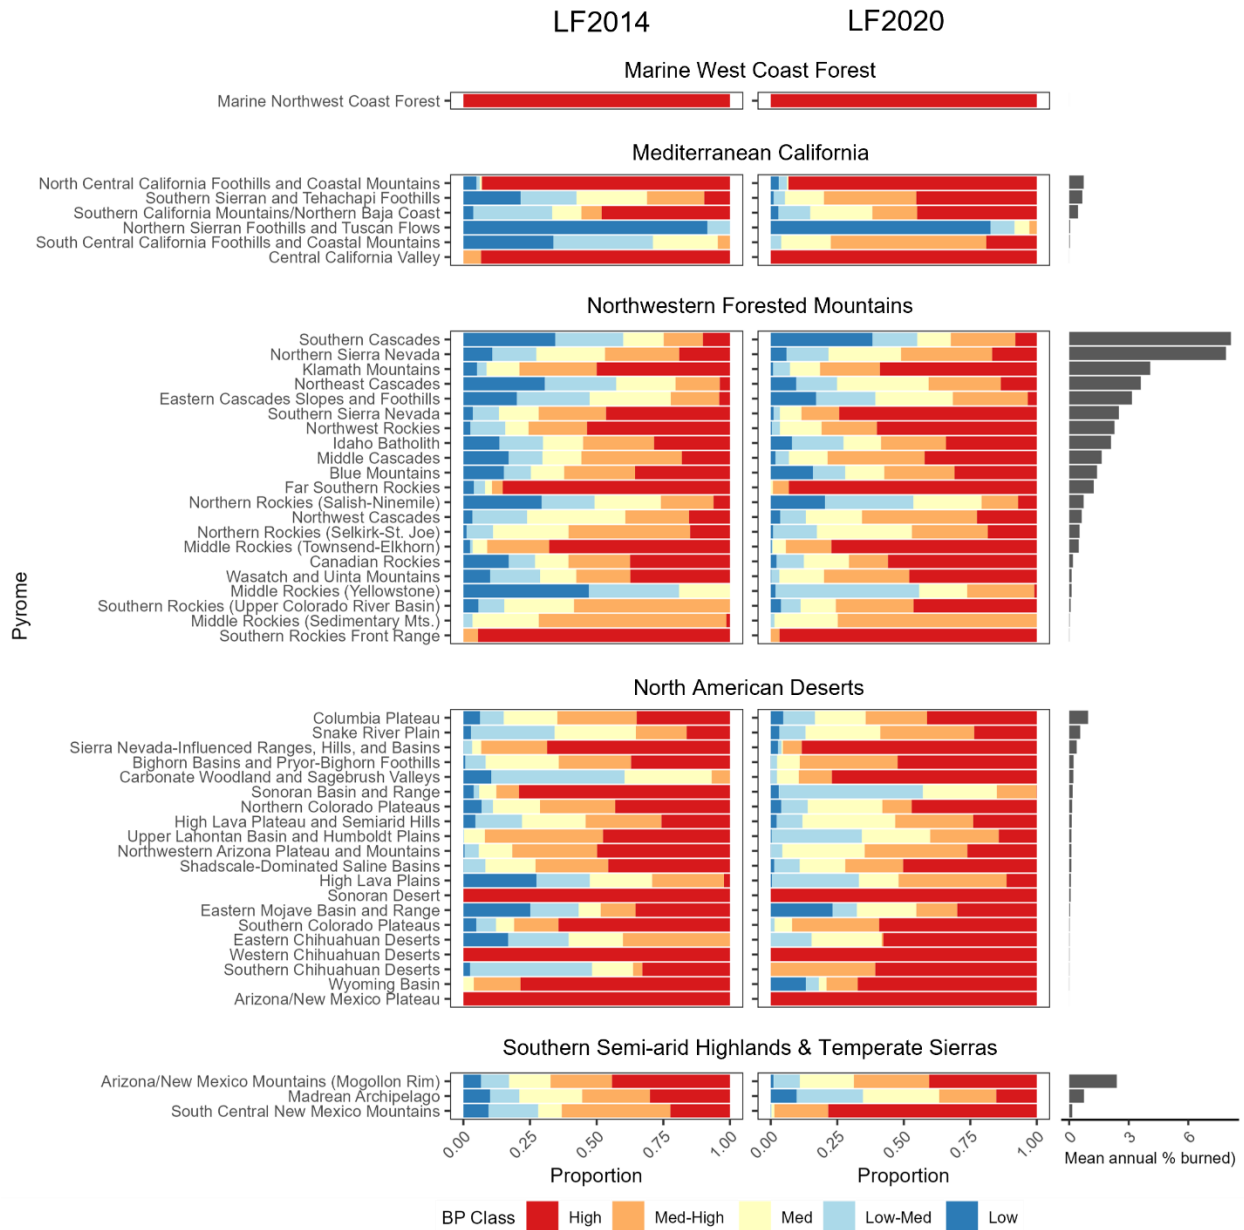 LF2014 LF2020
Marine West Coast Forest
Marine Northwest Coast Forest
Mediterranean California
North Central California Foothills and Coastal Mountains
Southern Sierran and Tehachapi Foothills
Southern California Mountains/Northern Baja Coast
Northern Sierran Foothills and Tuscan Flows
South Central California Foothills and Coastal Mountains
Central California Valley
Northwestern Forested Mountains
Southern Cascades
Northern Sierra Nevada
Klamath Mountains
Northeast Cascades
Eastern Cascades Slopes and Foothills
Southern Sierra Nevada
Northwest Rockies
Idaho Batholith
Middle Cascades
Blue Mountains
Far Southern Rockies
Northern Rockies (Salish-Ninemile)
Northwest Cascades
Northern Rockies (Selkirk-St. Joe)
Middle Rockies (Townsend-Elkhorn)
Canadian Rockies
Wasatch and Uinta Mountains
Middle Rockies (Yellowstone)
Southern Rockies (Upper Colorado River Basin)
Middle Rockies (Sedimentary Mts.)
Southern Rockies Front Range
Pyrome
North American Deserts
Columbia Plateau
Snake River Plain
Sierra Nevada-Influenced Ranges, Hills, and Basins
Bighorn Basins and Pryor-Bighorn Foothills
Carbonate Woodland and Sagebrush Valleys
Sonoran Basin and Range
Northern Colorado Plateaus
High Lava Plateau and Semiarid Hills
Upper Lahontan Basin and Humboldt Plains
Northwestern Arizona Plateau and Mountains
Shadscale-Dominated Saline Basins
High Lava Plains
Sonoran Desert
Eastern Mojave Basin and Range
Southern Colorado Plateaus
Eastern Chihuahuan Deserts
Western Chihuahuan Deserts
Southern Chihuahuan Deserts
Wyoming Basin
Arizona/New Mexico Plateau
Southern Semi-arid Highlands & Temperate Sierras
Arizona/New Mexico Mountains (Mogollon Rim)
Madrean Archipelago
South Central New Mexico Mountains
0.00 0.25 0.50 0.75 1.00 0.00 0.25 0.50 0.75 1.00 0 3 6
Proportion Proportion Mean annual % burned)
BP Class High Med-High Med Low-Med Low